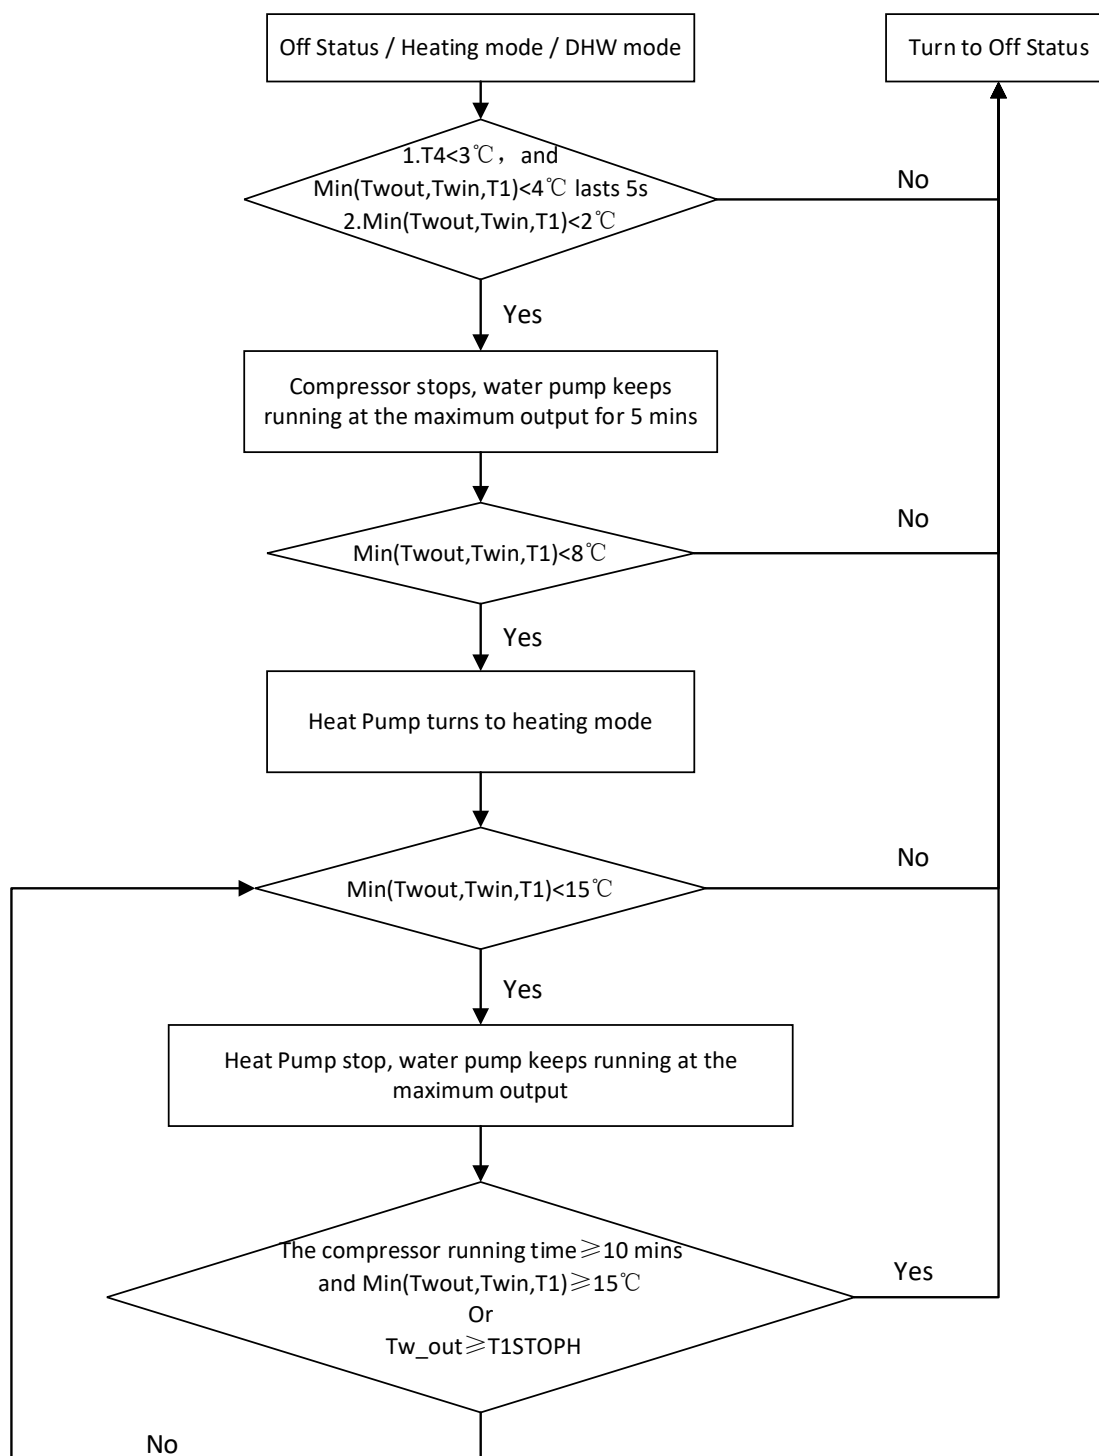 Off Status / Heating mode / DHW mode
Turn to Off Status
1.T4<3℃，and
Min(Twout,Twin,T1)<4℃ lasts 5s
2.Min(Twout,Twin,T1)<2℃
No
Yes
Compressor stops, water pump keeps
running at the maximum output for 5 mins
Min(Twout,Twin,T1)<8℃
No
Yes
Heat Pump turns to heating mode
Min(Twout,Twin,T1)<15℃
No
Yes
Heat Pump stop, water pump keeps running at the
maximum output
The compressor running time≥10 mins
and Min(Twout,Twin,T1)≥15℃
Or
Tw_out≥T1STOPH
Yes
No